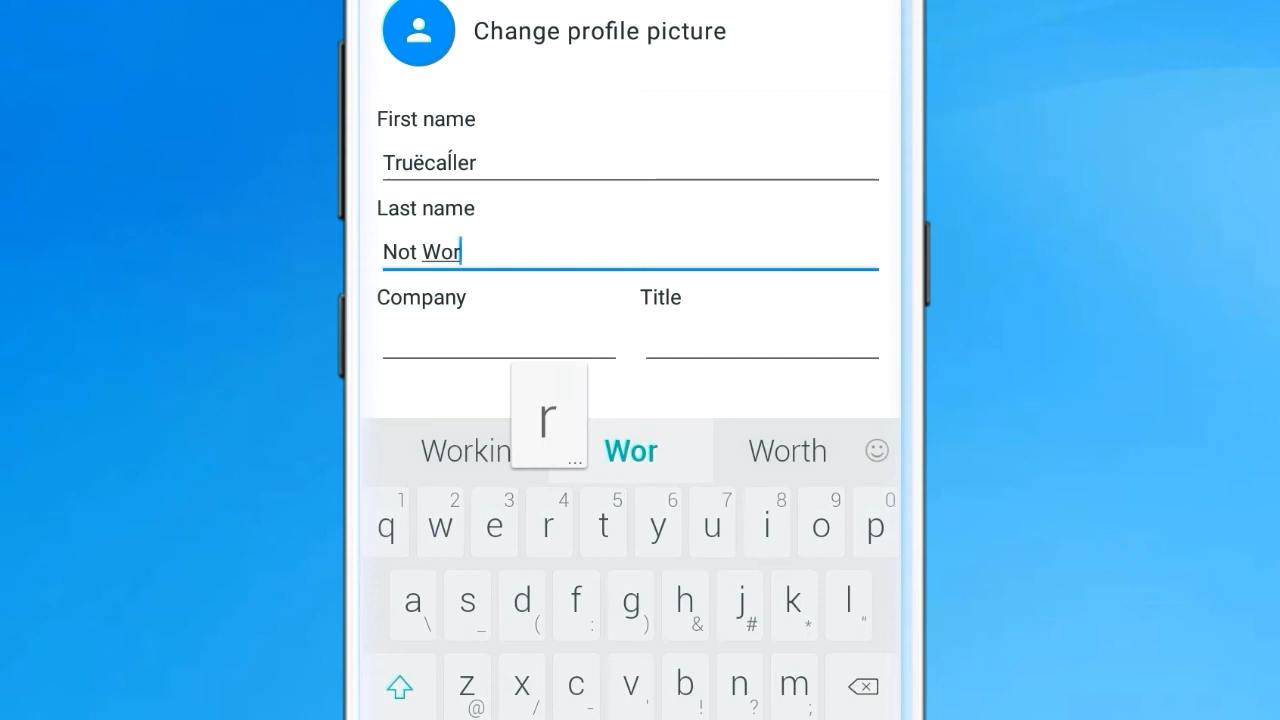 Change profile picture
First name
Truëcaĺler
Last name
Not Wor
Company Title
r
...
Workin Wor Worth
1 2 3 4 5 6 7 8 9 0
q w e r t y u i o p
a s d f g h j k l
\ _ ( : ) & # * "
z x c v b n m
@ / - ' ! ? ;